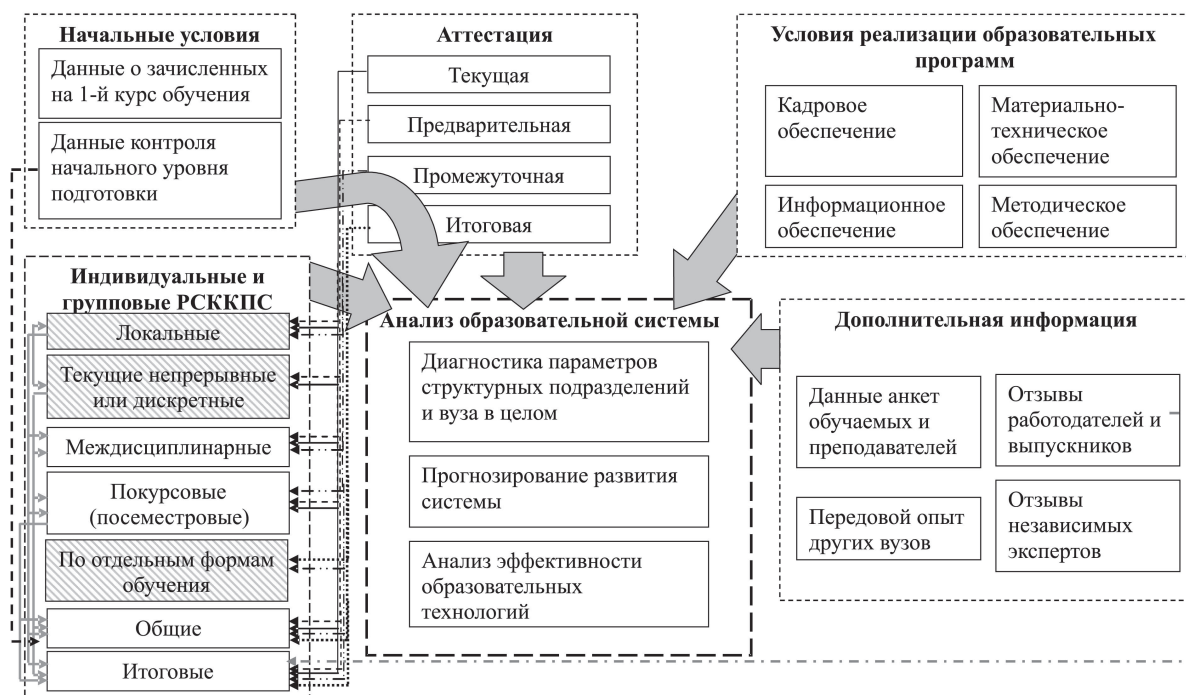 Начальные условия
Данные о зачисленных
на 1-й курс обучения
Данные контроля
начального уровня
подготовки
Аттестация
Текущая
Предварительная
Промежуточная
Итоговая
Условия реализации образовательных
программ
Кадровое
обеспечение
Материально-
техническое
обеспечение
Информационное
обеспечение
Методическое
обеспечение
Индивидуальные и
групповые РСККПС
Локальные
Текущие непрерывные
или дискретные
Междисциплинарные
Покурсовые
(посеместровые)
По отдельным формам
обучения
Общие
Итоговые
Анализ образовательной системы
Диагностика параметров
структурных подразделений
и вуза в целом
Прогнозирование развития
системы
Анализ эффективности
образовательных
технологий
Дополнительная информация
Данные анкет
обучаемых и
преподавателей
Отзывы
работодателей и
выпускников
Передовой опыт
других вузов
Отзывы
независимых
экспертов